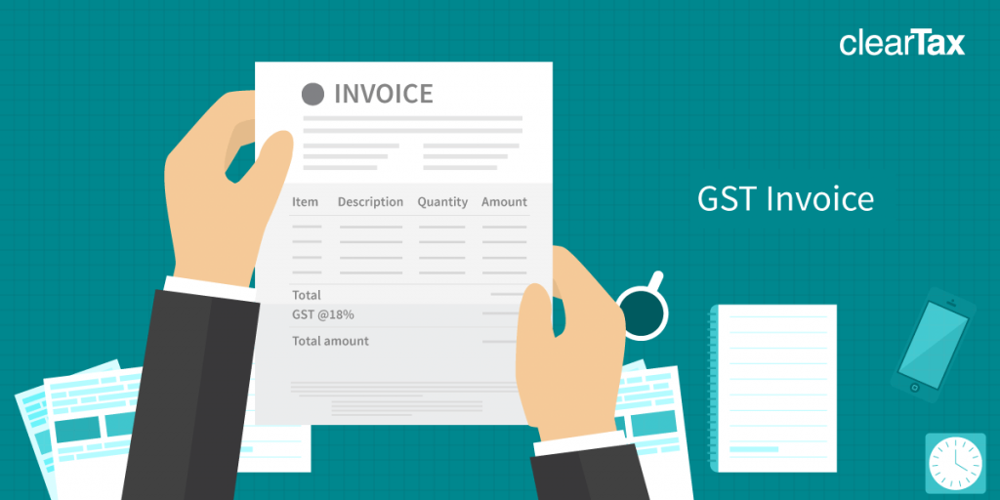 clearTax
INVOICE
Item Description Quantity Amount
Total
GST @18%
Total amount
GST Invoice